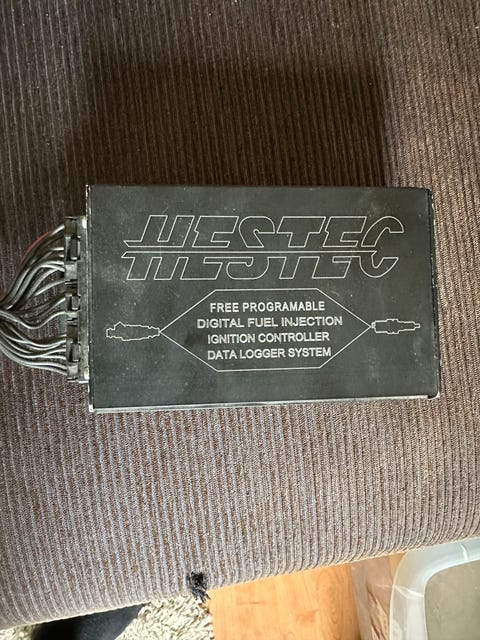 HESTEC
FREE PROGRAMABLE
DIGITAL FUEL INJECTION
IGNITION CONTROLLER
DATA LOGGER SYSTEM